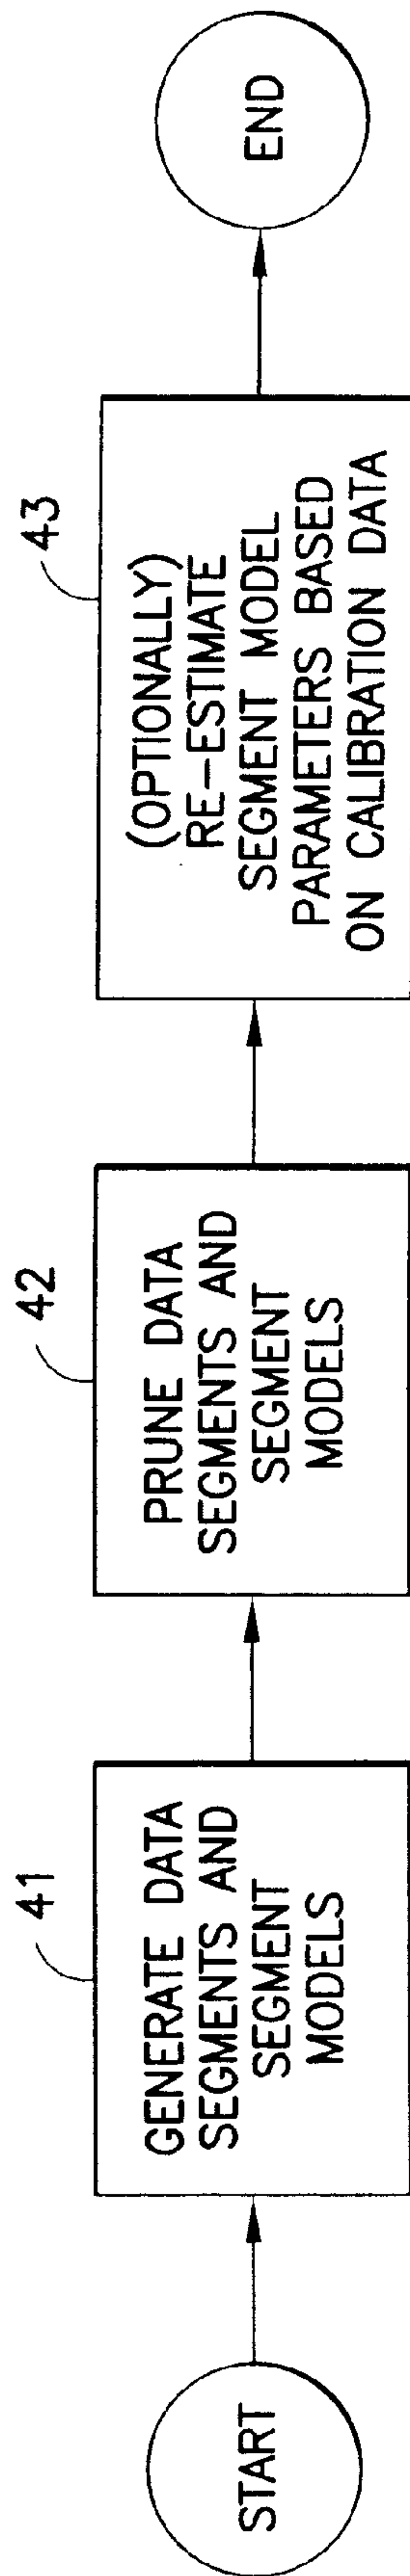 START
41
GENERATE DATA
SEGMENTS AND
SEGMENT
MODELS
42
PRUNE DATA
SEGMENTS AND
SEGMENT
MODELS
43
(OPTIONALLY)
RE-ESTIMATE
SEGMENT MODEL
PARAMETERS BASED
ON CALIBRATION DATA
END